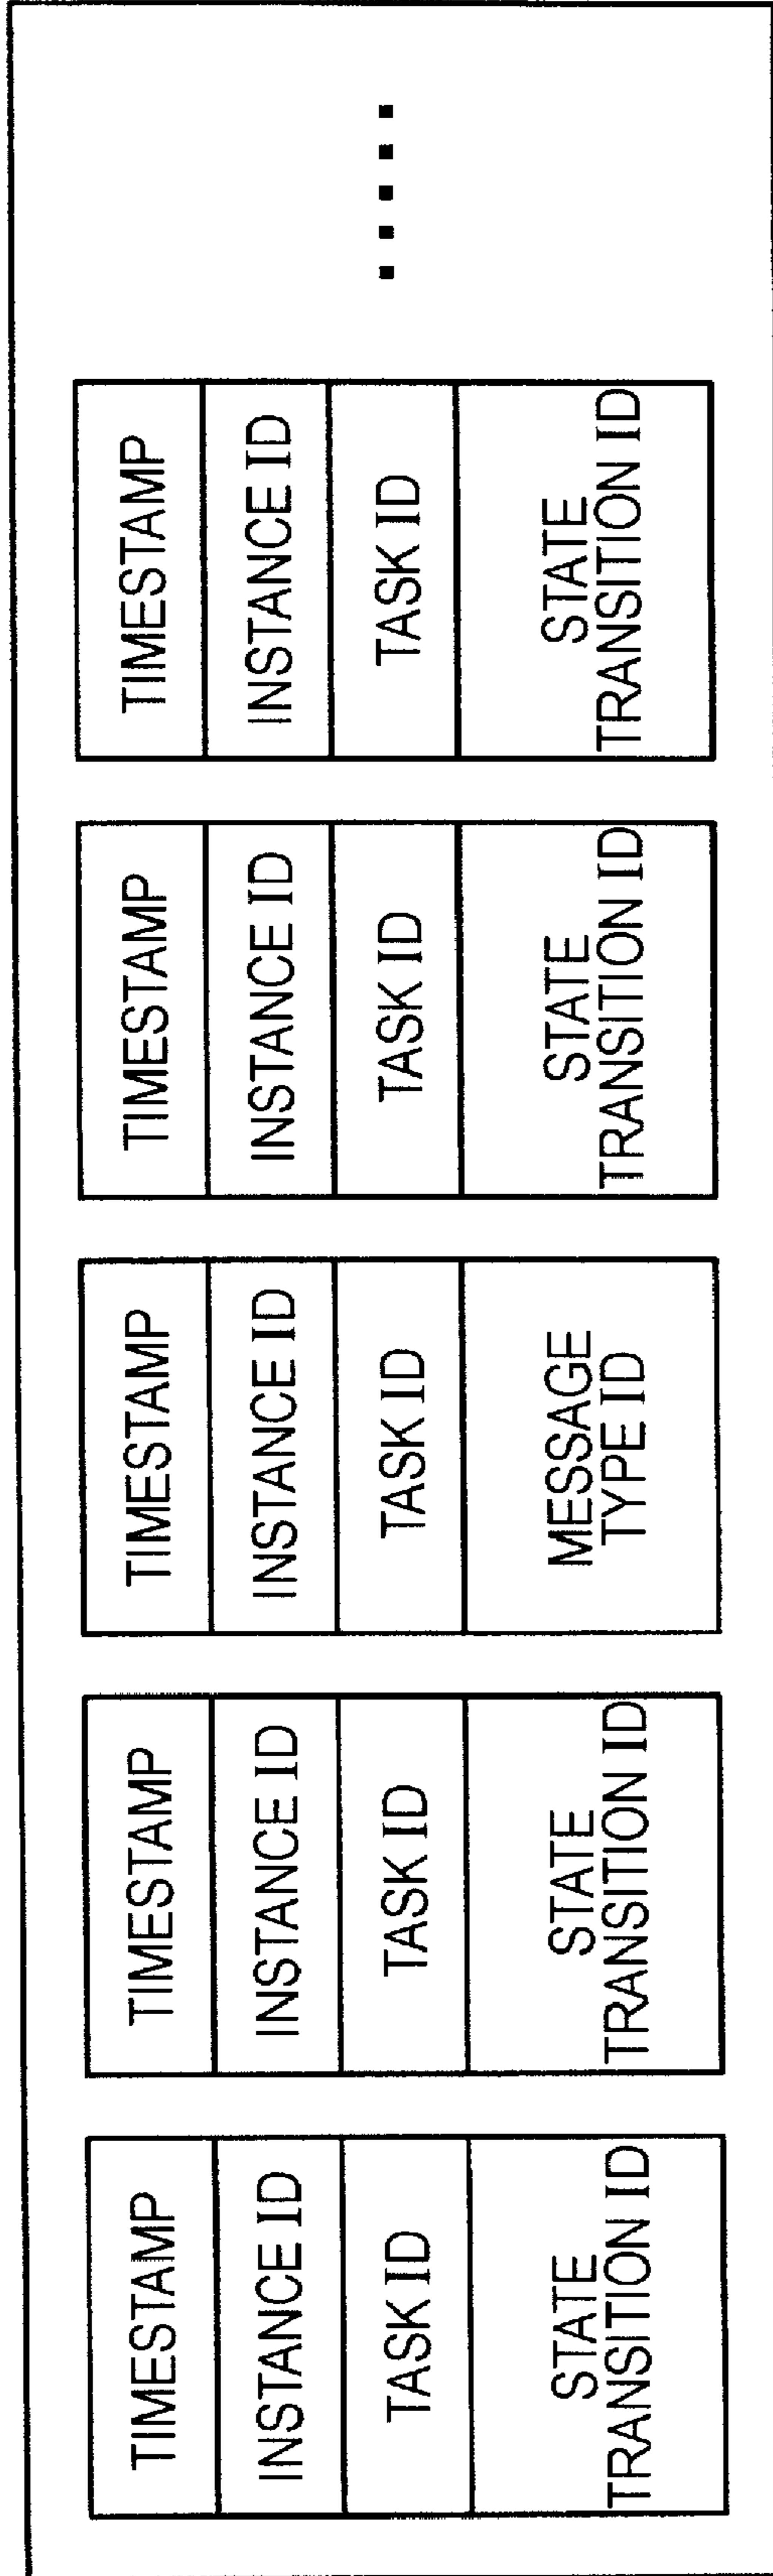 TIMESTAMP
INSTANCE ID
TASK ID
STATE
TRANSITION ID
TIMESTAMP
INSTANCE ID
TASK ID
STATE
TRANSITION ID
TIMESTAMP
INSTANCE ID
TASK ID
MESSAGE
TYPE ID
TIMESTAMP
INSTANCE ID
TASK ID
STATE
TRANSITION ID
TIMESTAMP
INSTANCE ID
TASK ID
STATE
TRANSITION ID
.....